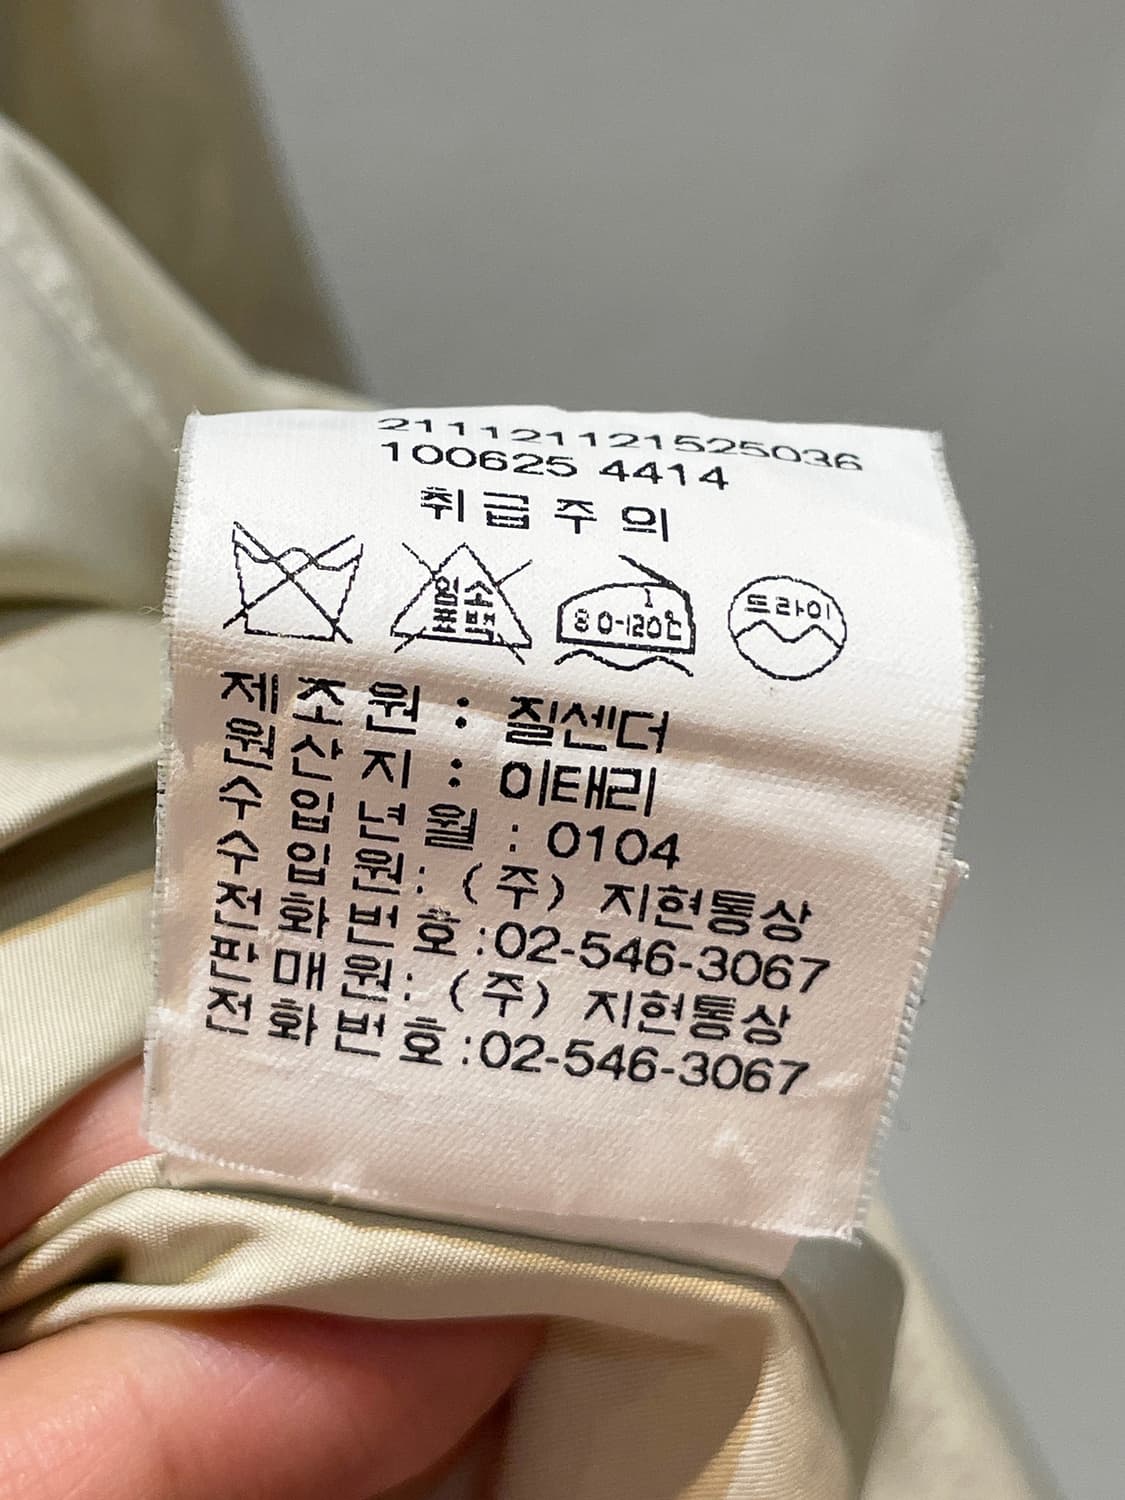 211121121525036
100625 4414
취급주의
염소표백 80-120℃ 드라이
제조원 : 질센더
원산지 : 이태리
수입년월 : 0104
수입원: (주) 지현통상
전화번호:02-546-3067
판매원: (주) 지현통상
전화번호:02-546-3067